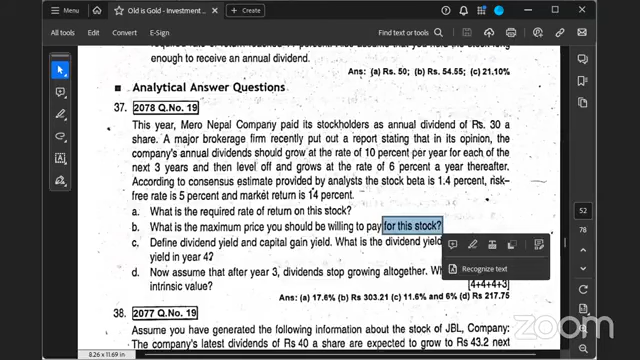 Menu
Old is Gold - Investment
+ Create
All tools
Edit
Convert
E-Sign
Find text or tools
enough to receive an annual dividend.
Ans: (a) Rs. 50; (b) Rs. 54.55; (c) 21.10%
■ Analytical Answer Questions
37. 2078 Q.No. 19
This year, Mero Nepal Company paid its stockholders as annual dividend of Rs. 30 a
share. A major brokerage firm recently put out a report stating that in its opinion, the
company's annual dividends should grow at the rate of 10 percent per year for each of the
next 3 years and then level off and grows at the rate of 6 percent a year thereafter.
According to consensus estimate provided by analysts the stock beta is 1.4 percent, risk-
free rate is 5 percent and market return is 14 percent.
a. What is the required rate of return on this stock?
b. What is the maximum price you should be willing to pay for this stock?
c. Define dividend yield and capital gain yield. What is the dividend yield
yield in year 4?
Recognize text
d. Now assume that after year 3, dividends stop growing altogether.
intrinsic value?
[4+4+4+3]
Ans: (a) 17.6% (b) Rs 303.21 (c) 11.6% and 6% (d) Rs 217.75
38. 2077 Q.No. 19
Assume you have generated the following information about the stock of JBL, Company:
The company's latest dividends of Rs 40 a share are expected to grow to Rs 43.2 next
8.26 x 11.69 in
52
208
zoom